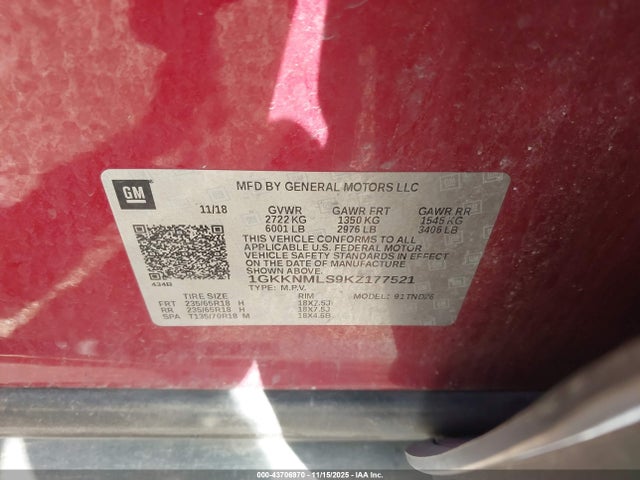 GM
MFD BY GENERAL MOTORS LLC
11/18 GVWR GAWR FRT GAWR RR
2722 KG 1350 KG 1545 KG
6001 LB 2976 LB 3406 LB
THIS VEHICLE CONFORMS TO ALL
APPLICABLE U.S. FEDERAL MOTOR
VEHICLE SAFETY STANDARDS IN EFFECT
ON THE DATE OF MANUFACTURE SHOWN
ABOVE.
1GKKNMLS9KZ177521
434B
TYPE: M.P.V. MODEL: 91TND26
TIRE SIZE RIM
FRT 235/65R18 H 18X7.5J
RR 235/65R18 H 18X7.5J
SPA T135/70R18 M 18X4.5B
000-43706870 - 11/15/2025 - IAAI, Inc.